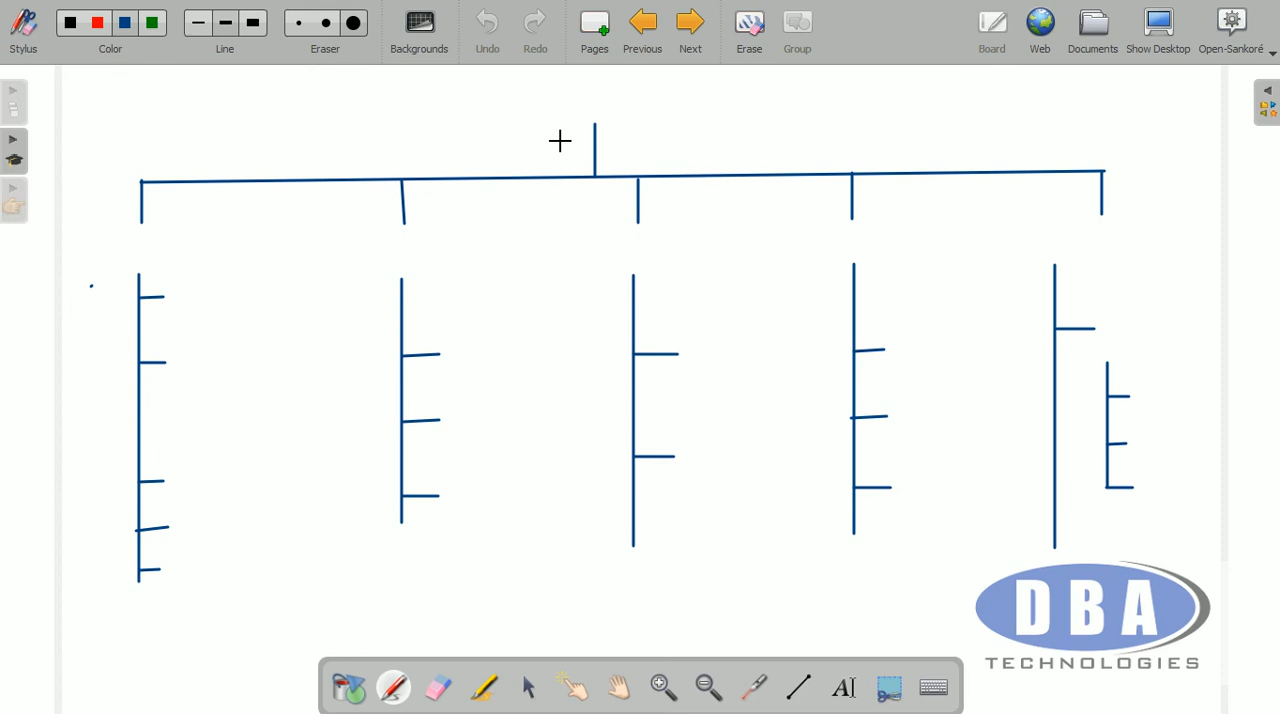 Stylus
Color
Line
Eraser
Backgrounds
Undo
Redo
Pages
Previous
Next
Erase
Group
Board
Web
Documents
Show Desktop
Open-Sankoré
AI
DBA
TECHNOLOGIES